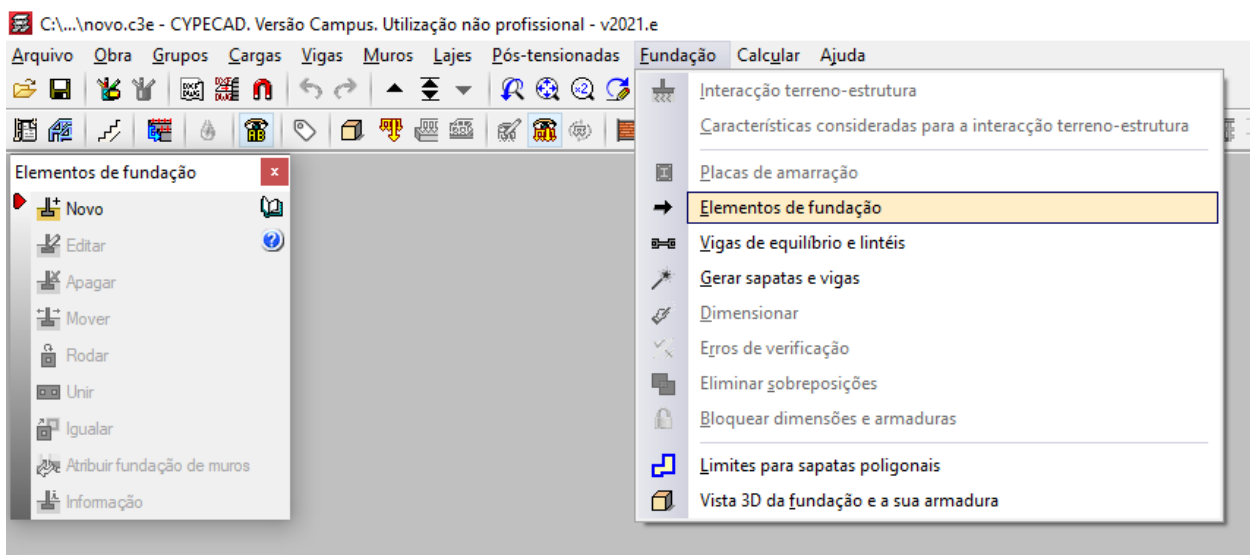 C:\...\novo.c3e - CYPECAD. Versão Campus. Utilização não profissional - v2021.e
Arquivo Obra Grupos Cargas Vigas Muros Lajes Pós-tensionadas Fundação Calcular Ajuda
Interacção terreno-estrutura
Características consideradas para a interacção terreno-estrutura
Placas de amarração
Elementos de fundação
Vigas de equilíbrio e lintéis
Gerar sapatas e vigas
Dimensionar
Erros de verificação
Eliminar sobreposições
Bloquear dimensões e armaduras
Limites para sapatas poligonais
Vista 3D da fundação e a sua armadura
Elementos de fundação x
Novo
Editar
Apagar
Mover
Rodar
Unir
Igualar
Atribuir fundação de muros
Informação